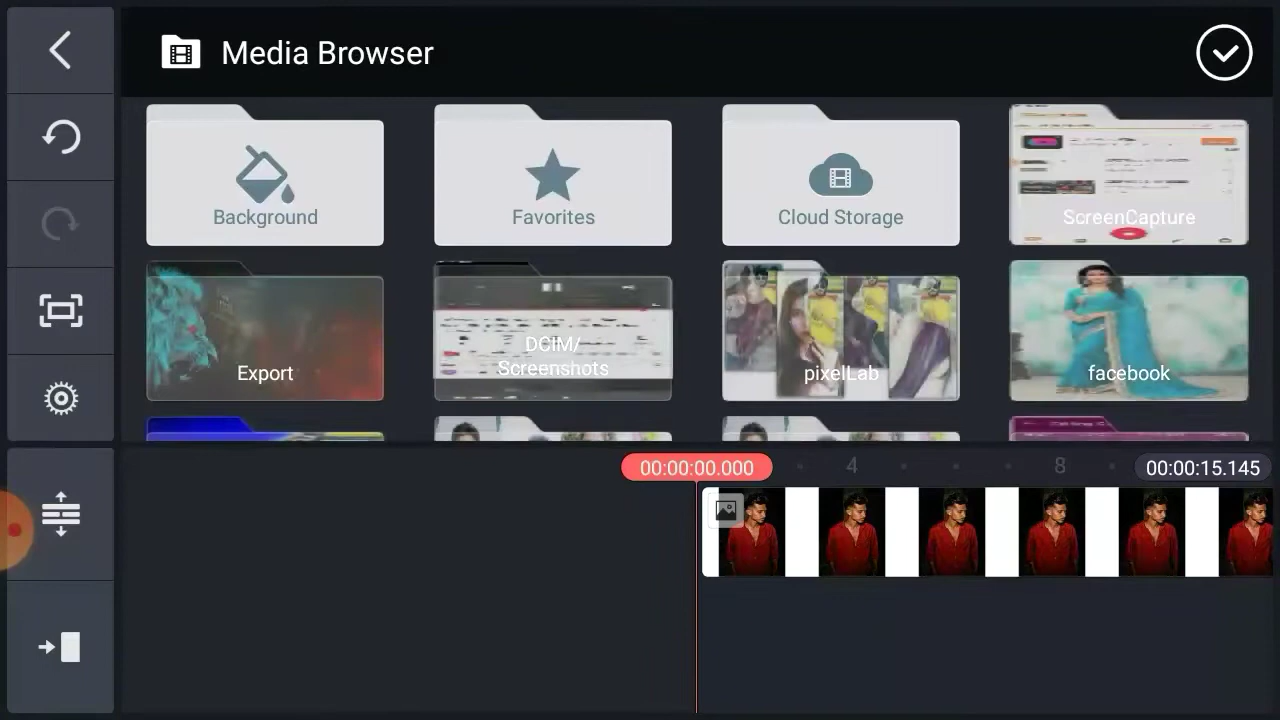 Media Browser
Background
Favorites
Cloud Storage
ScreenCapture
Export
DCIM/
Screenshots
pixelLab
facebook
00:00:00.000
4
8
00:00:15.145